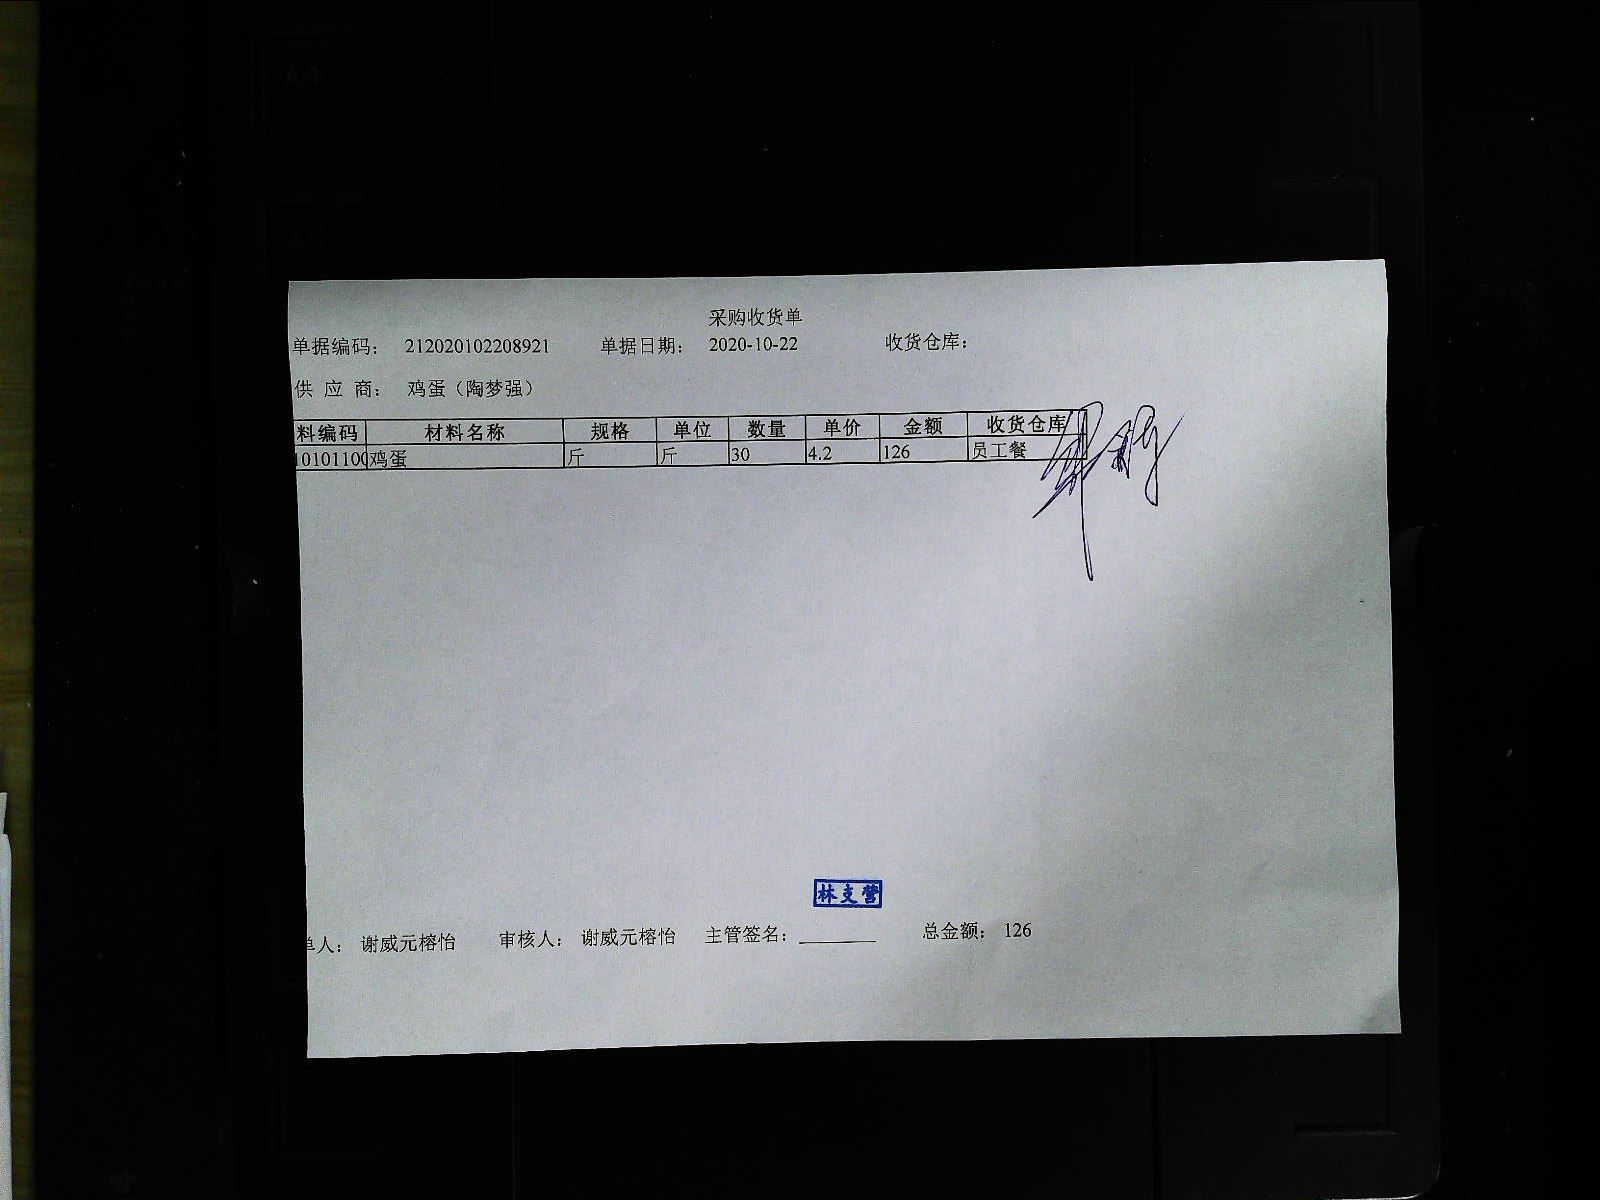 采购收货单
单据编码： 212020102208921 单据日期： 2020-10-22 收货仓库：
供 应 商： 鸡蛋（陶梦强）
料编码 材料名称 规格 单位 数量 单价 金额 收货仓库
10101100 鸡蛋 斤 斤 30 4.2 126 员工餐
林支营
单人： 谢威元榕怡 审核人： 谢威元榕怡 主管签名： 总金额： 126